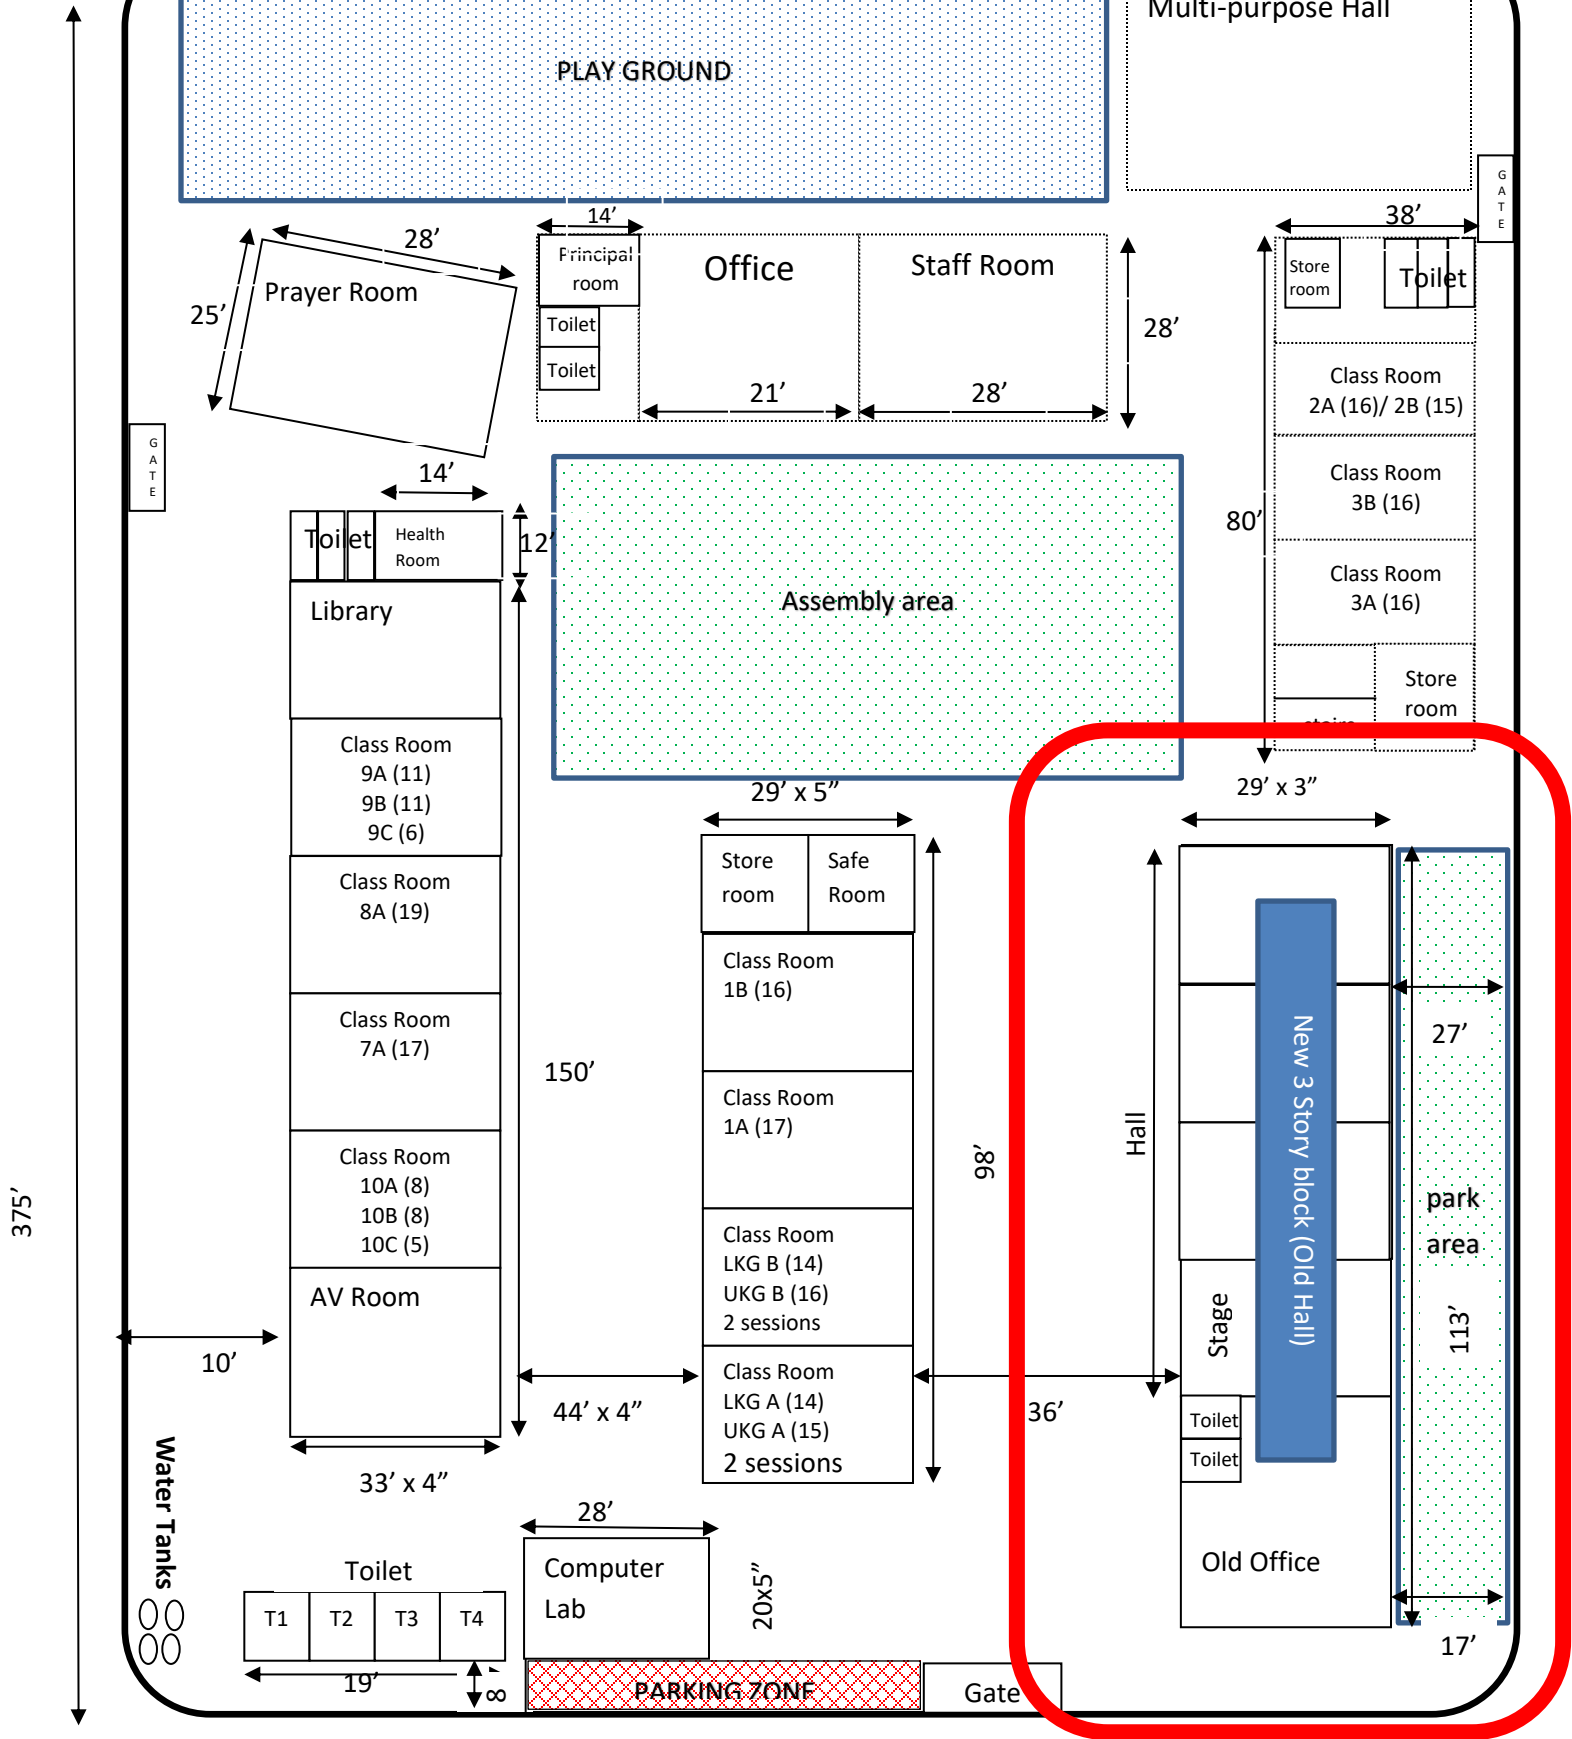 Multi-purpose Hall
PLAY GROUND
G
A
T
E
14’
38’
28’
Principal
room
Office
Staff Room
Store
room
Toilet
Prayer Room
25’
Toilet
Toilet
28’
21’
28’
Class Room
2A (16)/ 2B (15)
G
A
T
E
14’
Class Room
3B (16)
80’
Toilet
Health
Room
12’
Class Room
3A (16)
Assembly area
Library
Store
room
stairs
Class Room
9A (11)
9B (11)
9C (6)
29’ x 5”
29’ x 3”
Store
room
Safe
Room
Class Room
8A (19)
Class Room
1B (16)
Class Room
7A (17)
27’
150’
Class Room
1A (17)
Hall
98’
New 3 Story block (Old Hall)
Class Room
10A (8)
10B (8)
10C (5)
375’
park
area
Class Room
LKG B (14)
UKG B (16)
2 sessions
AV Room
Stage
113’
10’
Class Room
LKG A (14)
UKG A (15)
2 sessions
44’ x 4”
36’
Toilet
Toilet
33’ x 4”
Water Tanks
28’
Computer
Lab
20x5”
Old Office
Toilet
T1
T2
T3
T4
17’
19’
8’
PARKING ZONE
Gate